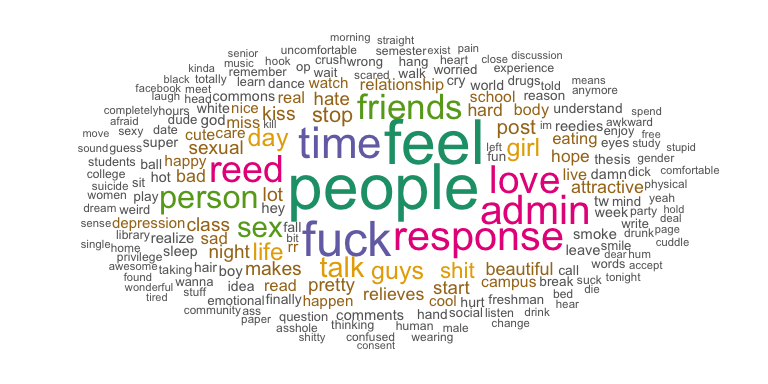 morning straight
senior uncomfortable semester exist pain
kinda music hook op crush wrong hang heart close discussion
black totally remember wait scared walk worried experience
facebook meet learn dance watch relationship cry world drugs told means
laugh head commons real hate friends school reason anymore
completely hours white nice kiss stop hard body understand spend
afraid dude god miss kill time feel post im reedies awkward
move sexy date cute care day left girl eating enjoy free
sound guess super sexual fun hope eyes study stupid
students ball happy reed people love thesis gender
college hot bad live damn dick comfortable
suicide sit attractive physical
women play person lot admin tw mind yeah
dream weird hey week party hold
sense depression class sex fall fuck response write deal
library realize sad bit smoke drunk page
single home sleep night life rr leave smile cuddle
privilege talk guys shit beautiful dear hum
awesome taking hair boy makes call words accept
found wanna idea read pretty start campus break suck tonight
wonderful stuff relieves die
tired emotional finally happen cool hurt freshman bed
community ass question comments hand social listen drink hear
paper asshole thinking human male change
shitty confused wearing
consent